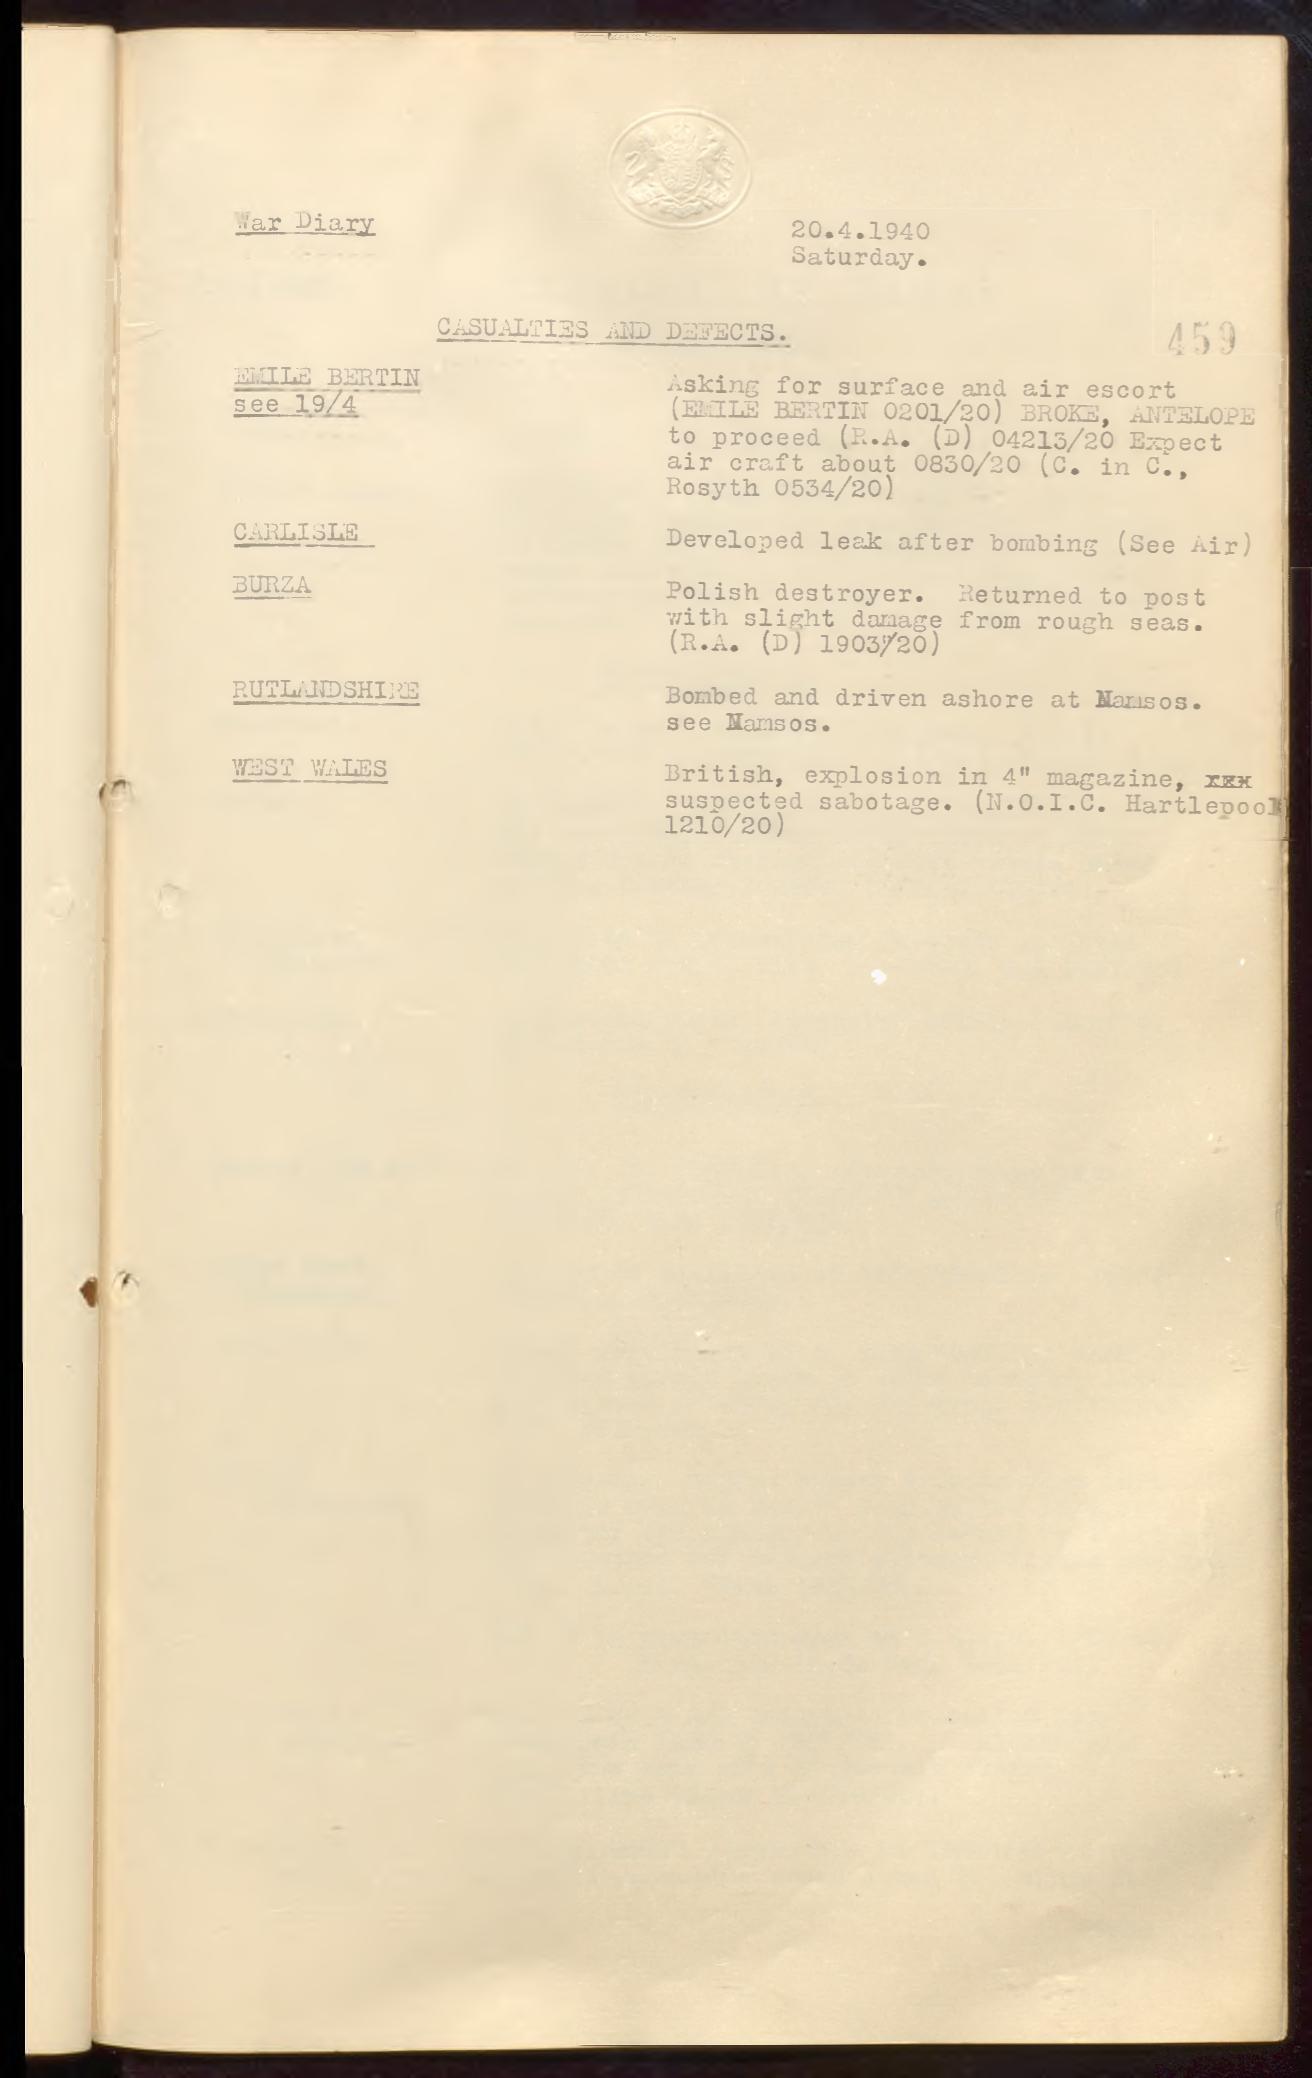 War Diary
20.4.1940
Saturday.
CASUALTIES AND DEFECTS.
459
EMILE BERTIN
see 19/4
Asking for surface and air escort
(EMILE BERTIN 0201/20) BROKE, ANTELOPE
to proceed (R.A. (D) 04213/20 Expect
air craft about 0830/20 (C. in C.,
Rosyth 0534/20)
CARLISLE
Developed leak after bombing (See Air)
BURZA
Polish destroyer. Returned to post
with slight damage from rough seas.
(R.A. (D) 1903/20)
RUTLANDSHIRE
Bombed and driven ashore at Namsos.
see Namsos.
WEST WALES
British, explosion in 4" magazine, xxx
suspected sabotage. (N.O.I.C. Hartlepool
1210/20)